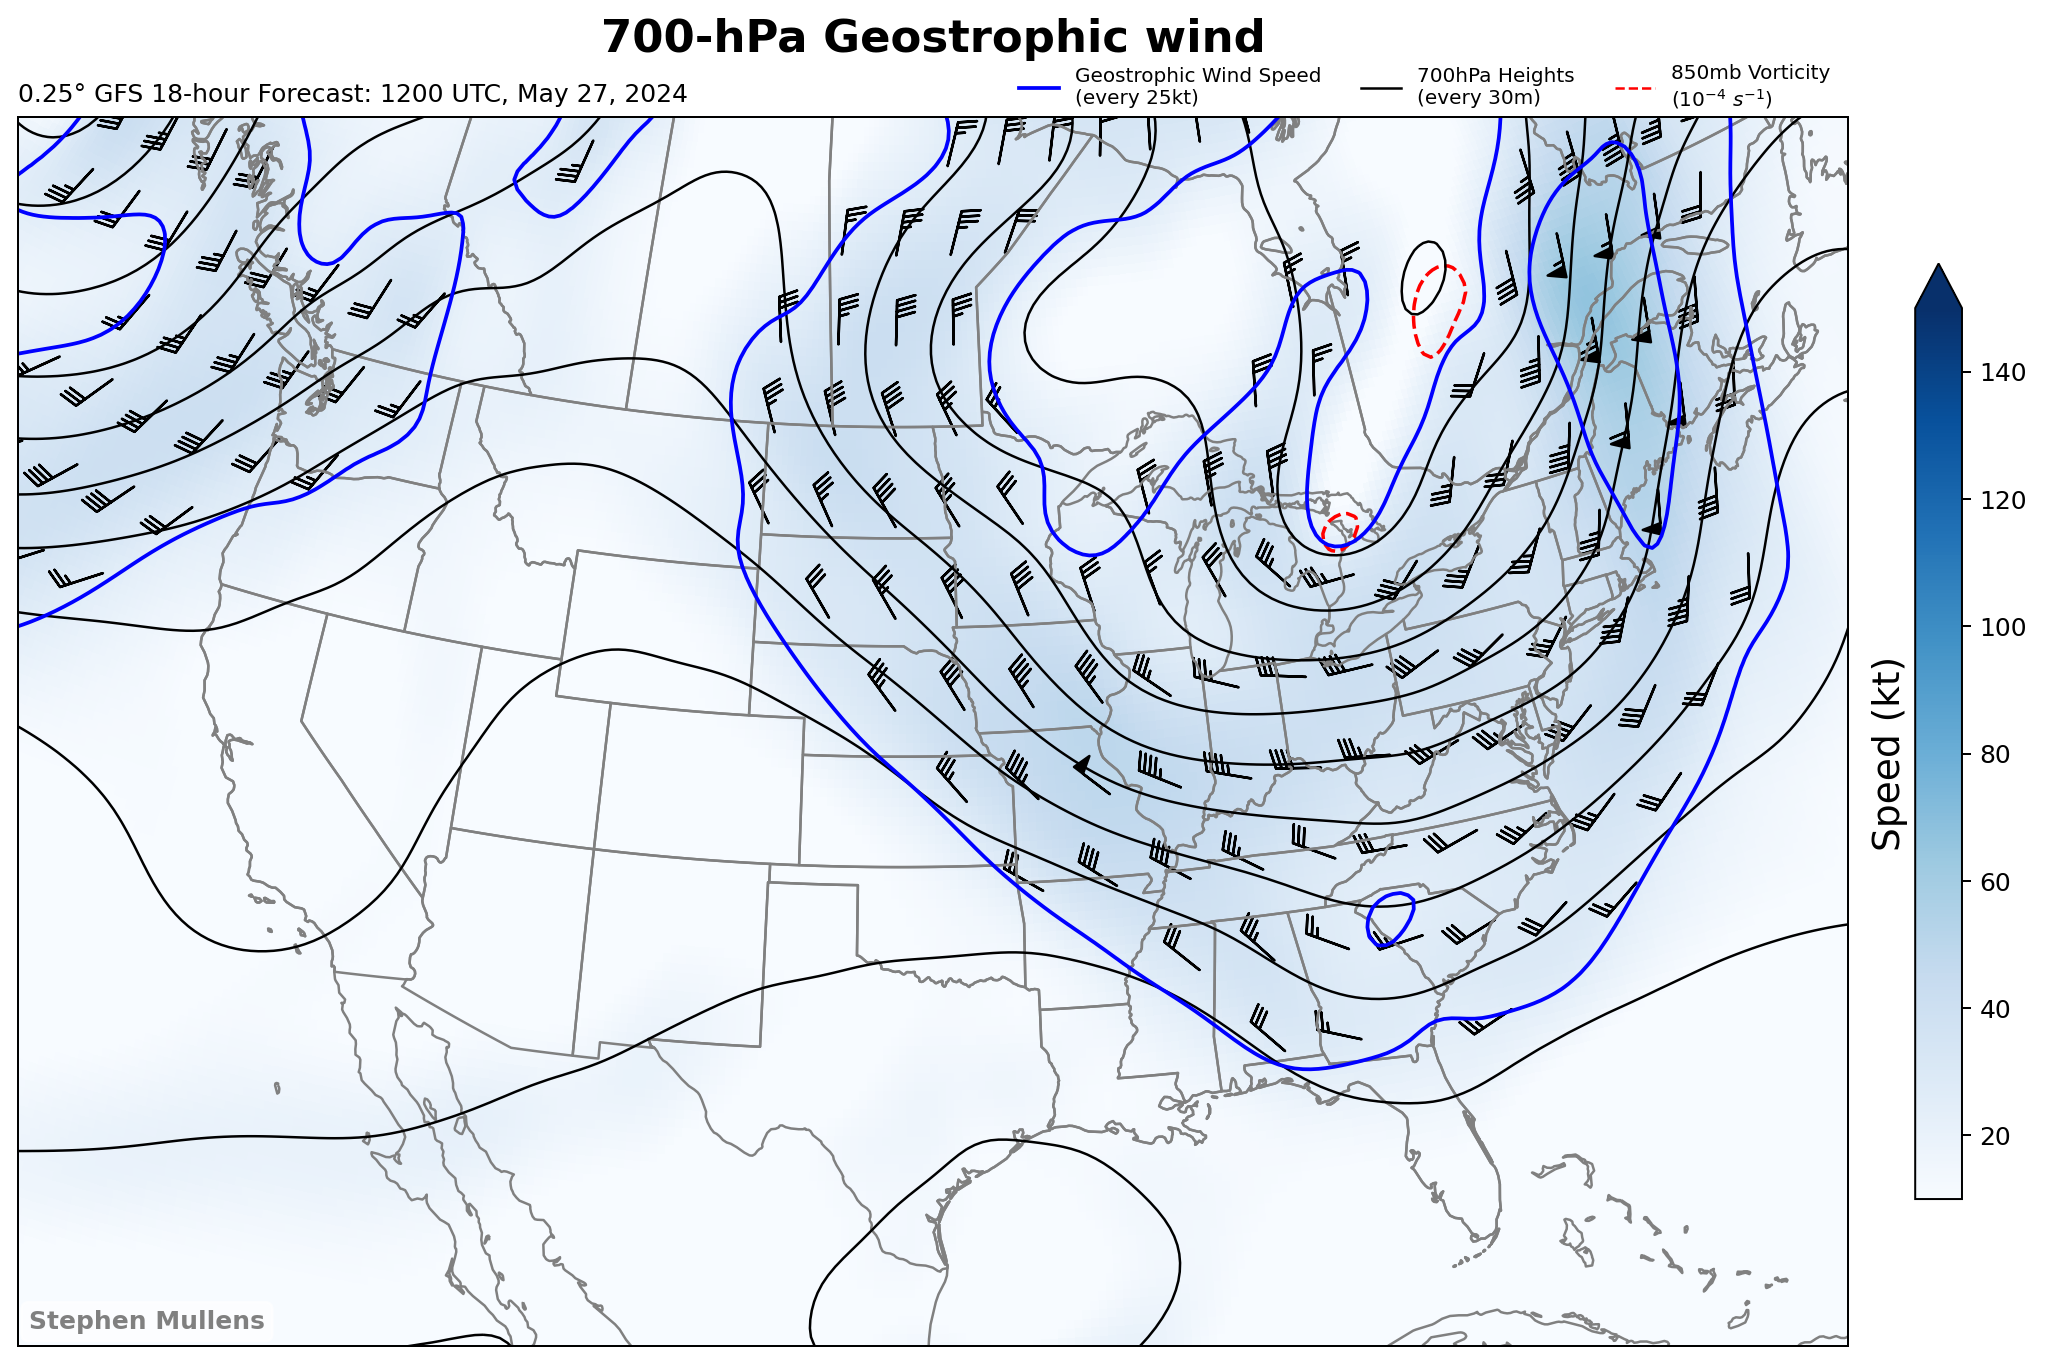 700-hPa Geostrophic wind
0.25° GFS 18-hour Forecast: 1200 UTC, May 27, 2024
Geostrophic Wind Speed
(every 25kt)
700hPa Heights
(every 30m)
850mb Vorticity
(10⁻⁴ s⁻¹)
140
120
100
80
60
40
20
Speed (kt)
Stephen Mullens